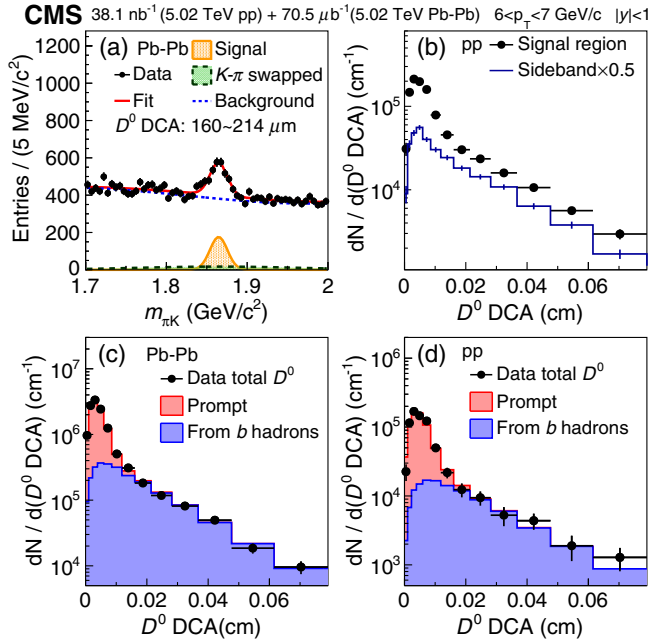 CMS 38.1 nb⁻¹(5.02 TeV pp) + 70.5 μb⁻¹(5.02 TeV Pb-Pb) 6<p_T<7 GeV/c |y|<1
(a) Pb-Pb Signal
Data K-π swapped
Fit Background
D⁰ DCA: 160~214 μm
Entries / (5 MeV/c²)
1200
1000
800
600
400
200
0
1.7 1.8 1.9 2
m_πK (GeV/c²)
(b) pp
Signal region
Sideband×0.5
dN / d(D⁰ DCA) (cm⁻¹)
10⁵
10⁴
0 0.02 0.04 0.06
D⁰ DCA (cm)
(c) Pb-Pb
Data total D⁰
Prompt
From b hadrons
dN / d(D⁰ DCA) (cm⁻¹)
10⁷
10⁶
10⁵
10⁴
0 0.02 0.04 0.06
D⁰ DCA(cm)
(d) pp
Data total D⁰
Prompt
From b hadrons
dN / d(D⁰ DCA) (cm⁻¹)
10⁶
10⁵
10⁴
10³
0 0.02 0.04 0.06
D⁰ DCA (cm)